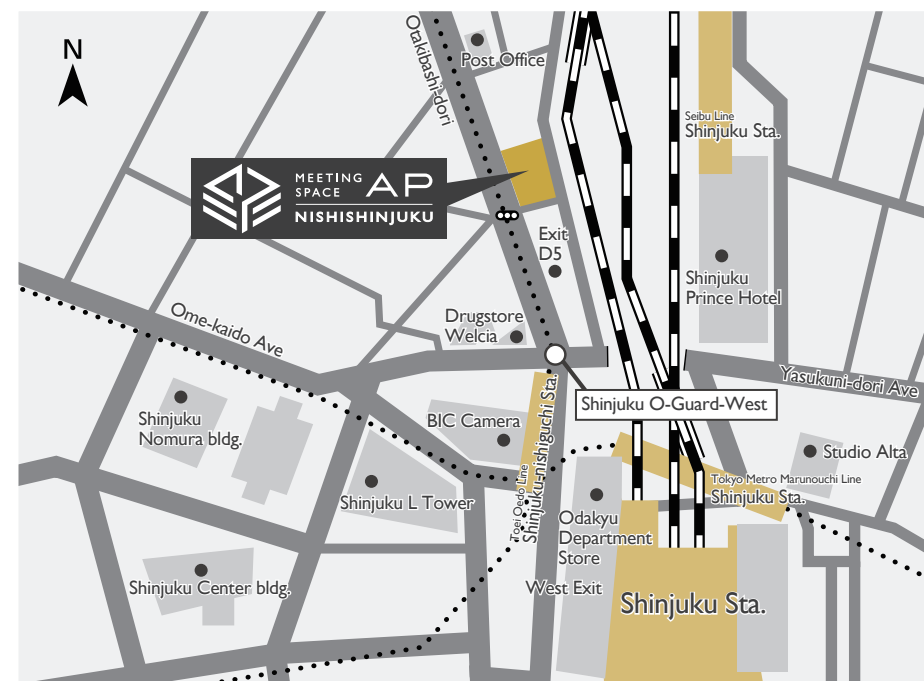 N
Otakibashi-dori
Post Office
Seibu Line
Shinjuku Sta.
MEETING
SPACE
AP
NISHISHINJUKU
Exit
D5
Shinjuku
Prince Hotel
Ome-kaido Ave
Drugstore
Welcia
Yasukuni-dori Ave
Shinjuku O-Guard-West
Shinjuku
Nomura bldg.
BIC Camera
Toei Oedo Line
Shinjuku-nishiguchi Sta.
Studio Alta
Tokyo Metro Marunouchi Line
Shinjuku Sta.
Shinjuku L Tower
Odakyu
Department
Store
Shinjuku Center bldg.
West Exit
Shinjuku Sta.